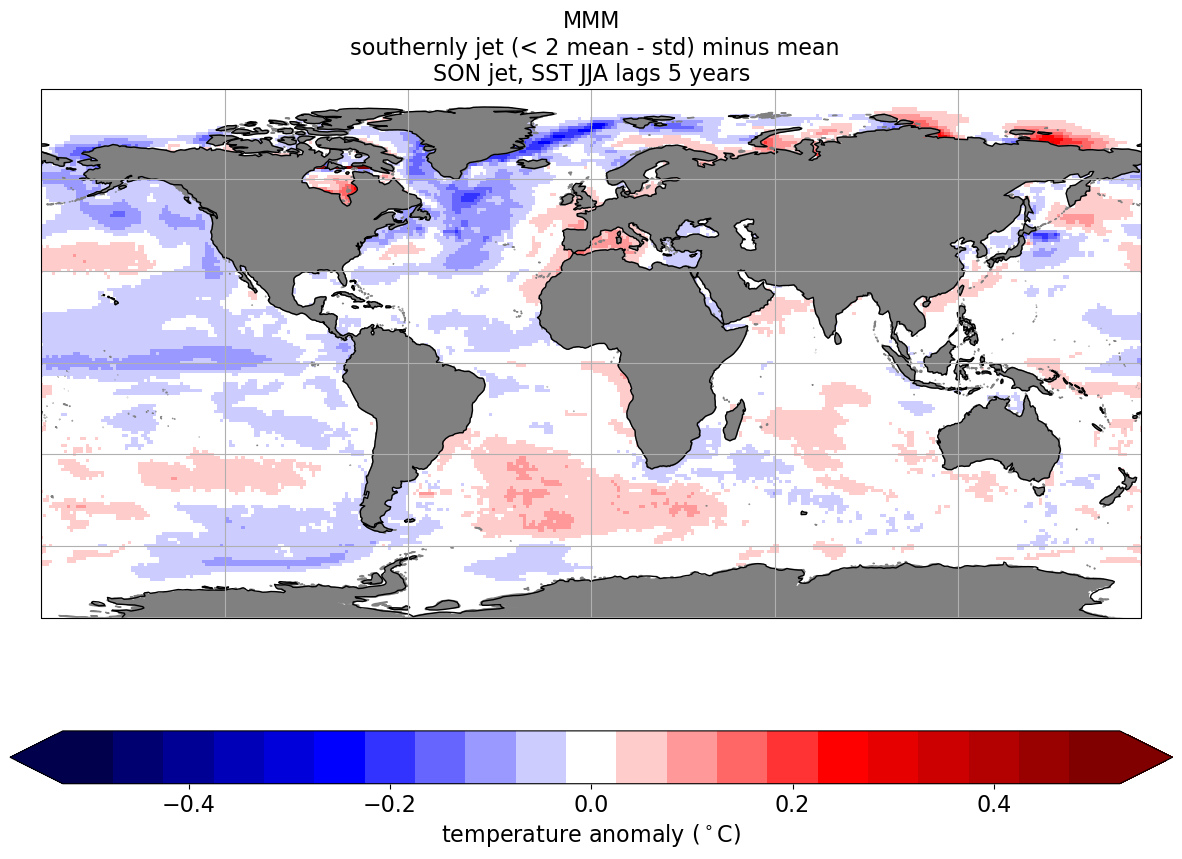 MMM
southernly jet (< 2 mean - std) minus mean
SON jet, SST JJA lags 5 years
−0.4 −0.2 0.0 0.2 0.4
temperature anomaly (∘C)